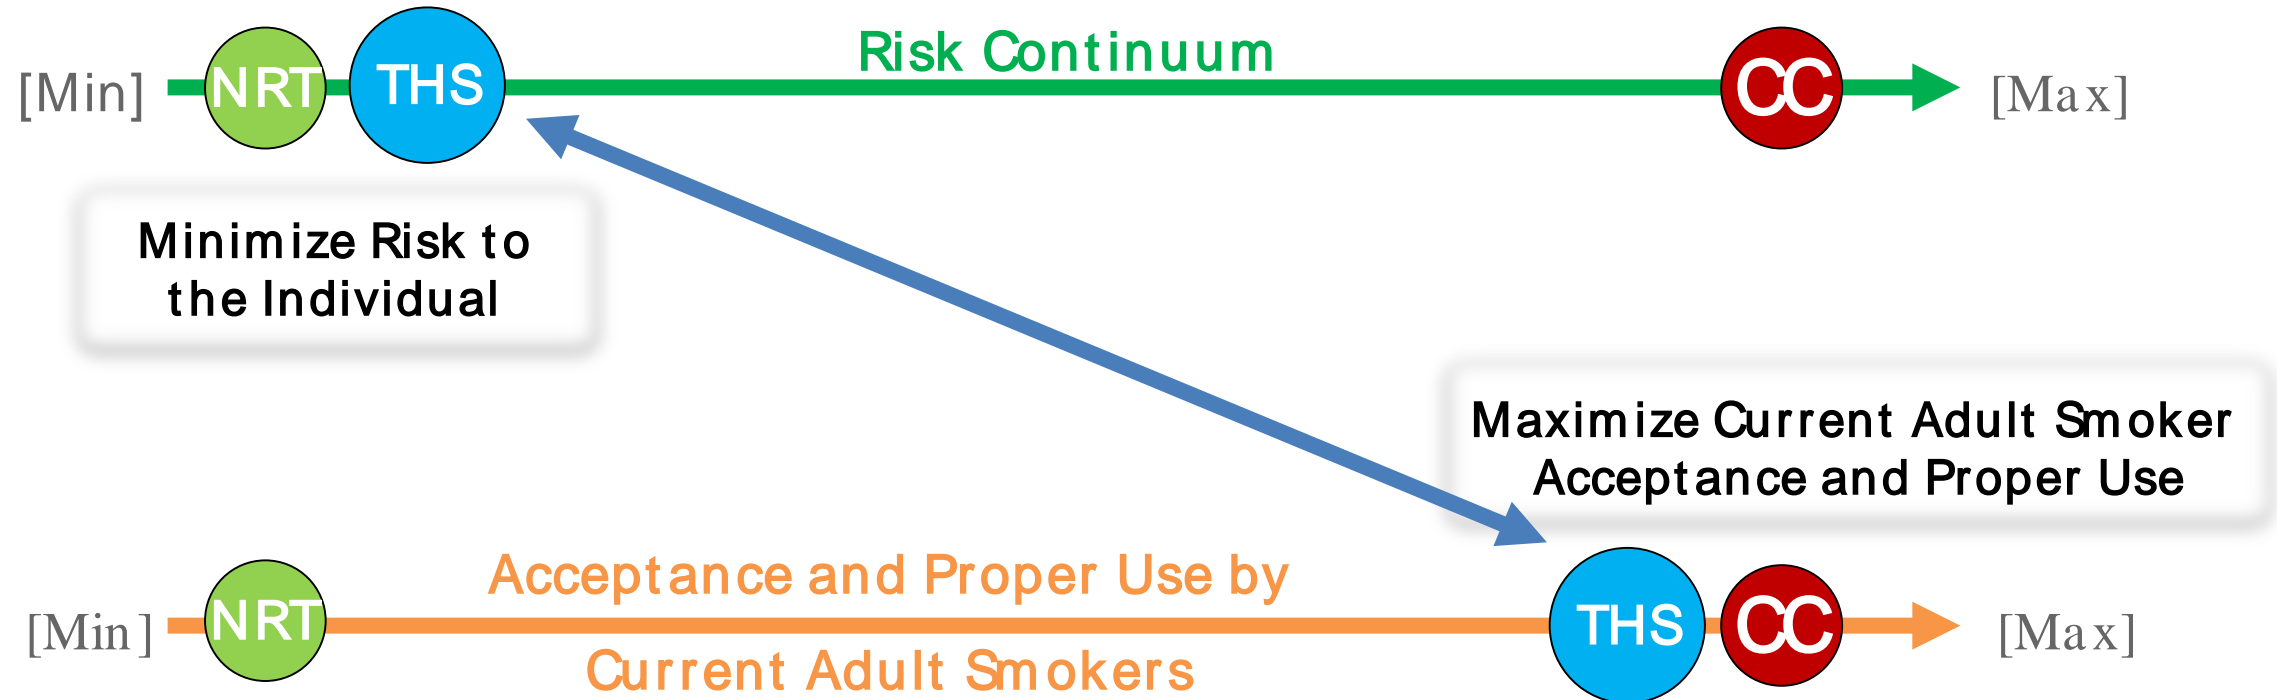 Risk Continuum
[Min] NRT THS CC [Max]
Minimize Risk to
the Individual
Maximize Current Adult Smoker
Acceptance and Proper Use
Acceptance and Proper Use by
[Min] NRT THS CC [Max]
Current Adult Smokers